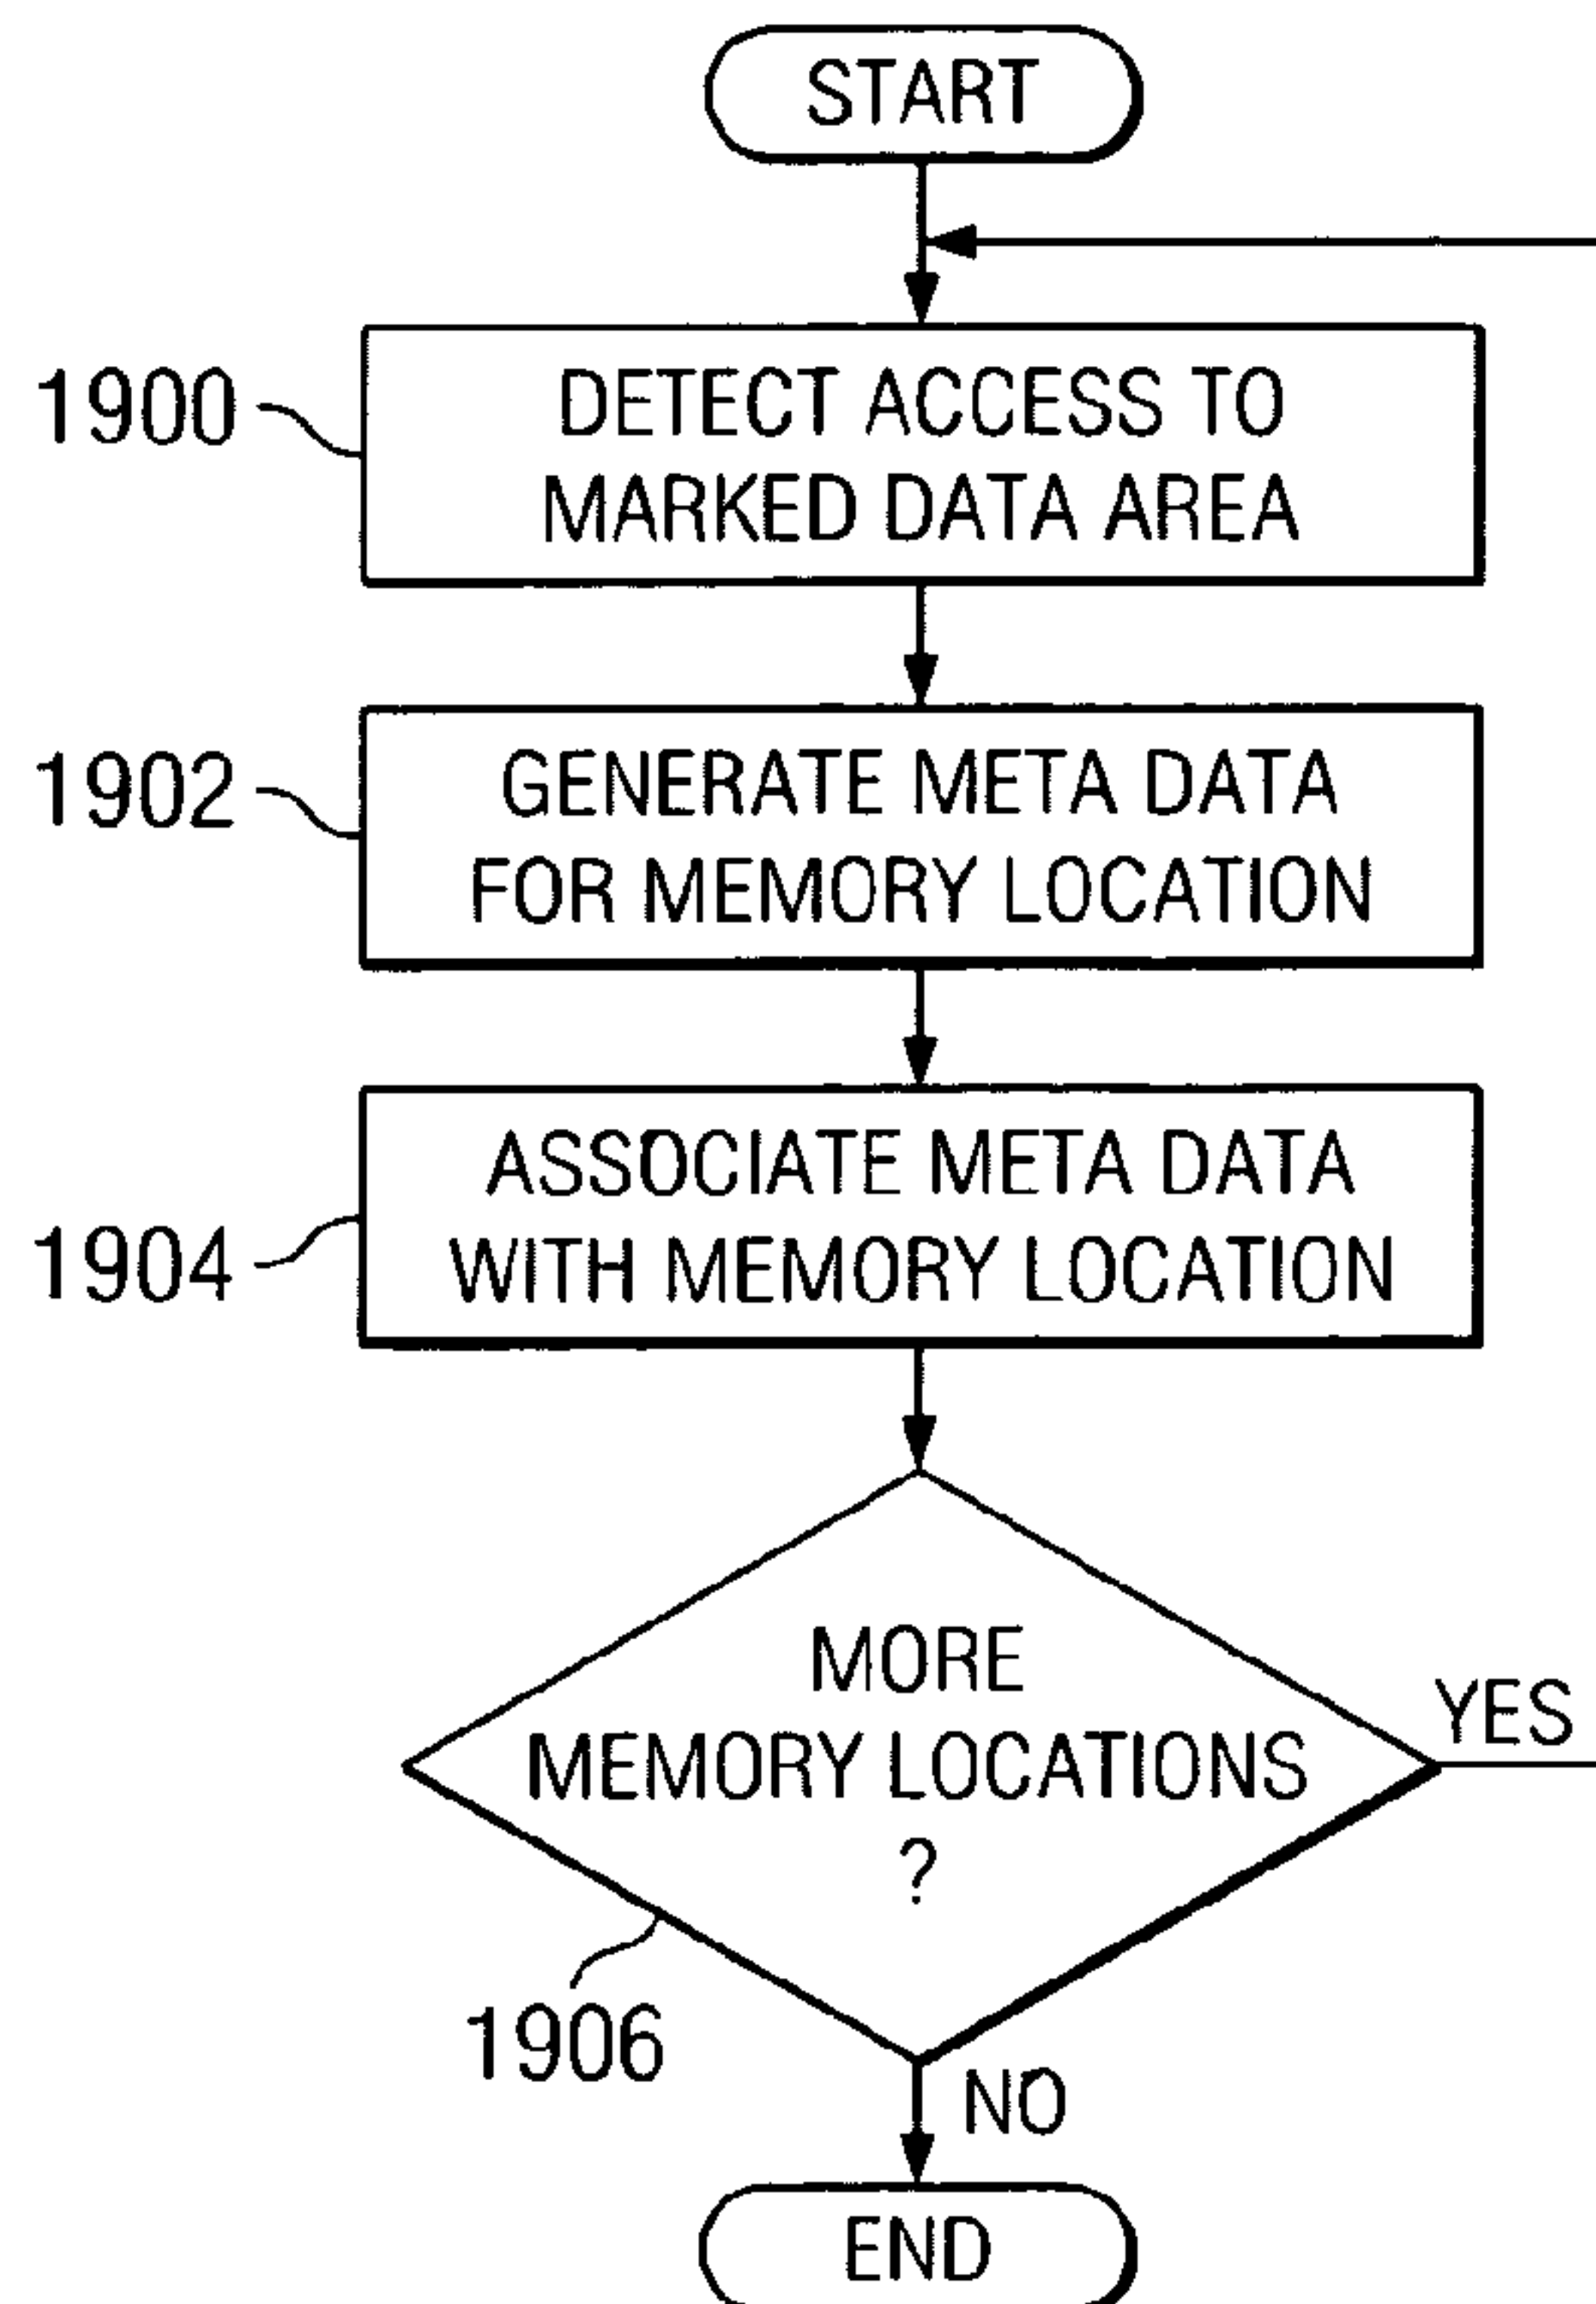 START
1900
DETECT ACCESS TO
MARKED DATA AREA
1902
GENERATE META DATA
FOR MEMORY LOCATION
1904
ASSOCIATE META DATA
WITH MEMORY LOCATION
MORE
MEMORY LOCATIONS
?
YES
1906
NO
END